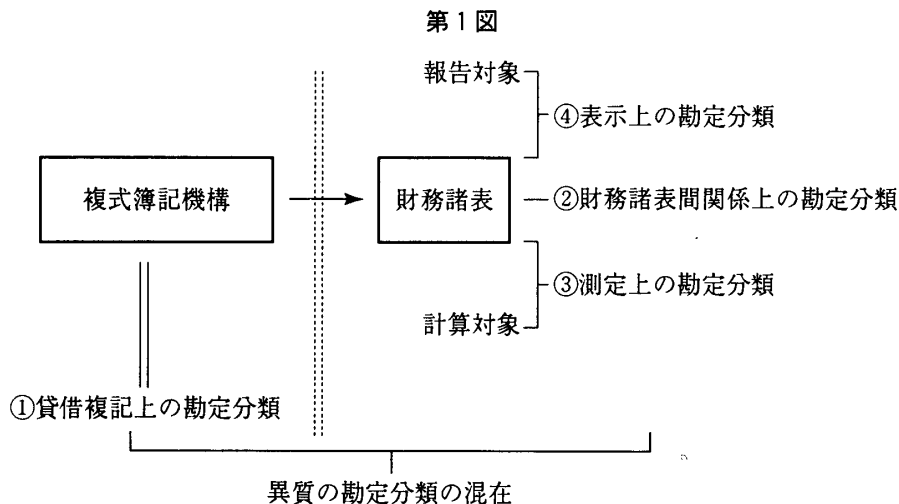 第1図
報告対象
④表示上の勘定分類
複式簿記機構
財務諸表
②財務諸表間関係上の勘定分類
③測定上の勘定分類
計算対象
①貸借複記上の勘定分類
異質の勘定分類の混在